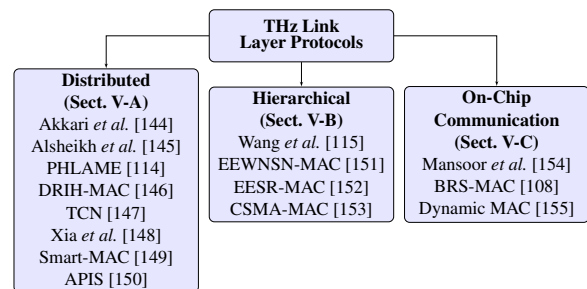 THz Link
Layer Protocols
Distributed
(Sect. V-A)
Akkari et al. [144]
Alsheikh et al. [145]
PHLAME [114]
DRIH-MAC [146]
TCN [147]
Xia et al. [148]
Smart-MAC [149]
APIS [150]
Hierarchical
(Sect. V-B)
Wang et al. [115]
EEWNSN-MAC [151]
EESR-MAC [152]
CSMA-MAC [153]
On-Chip
Communication
(Sect. V-C)
Mansoor et al. [154]
BRS-MAC [108]
Dynamic MAC [155]